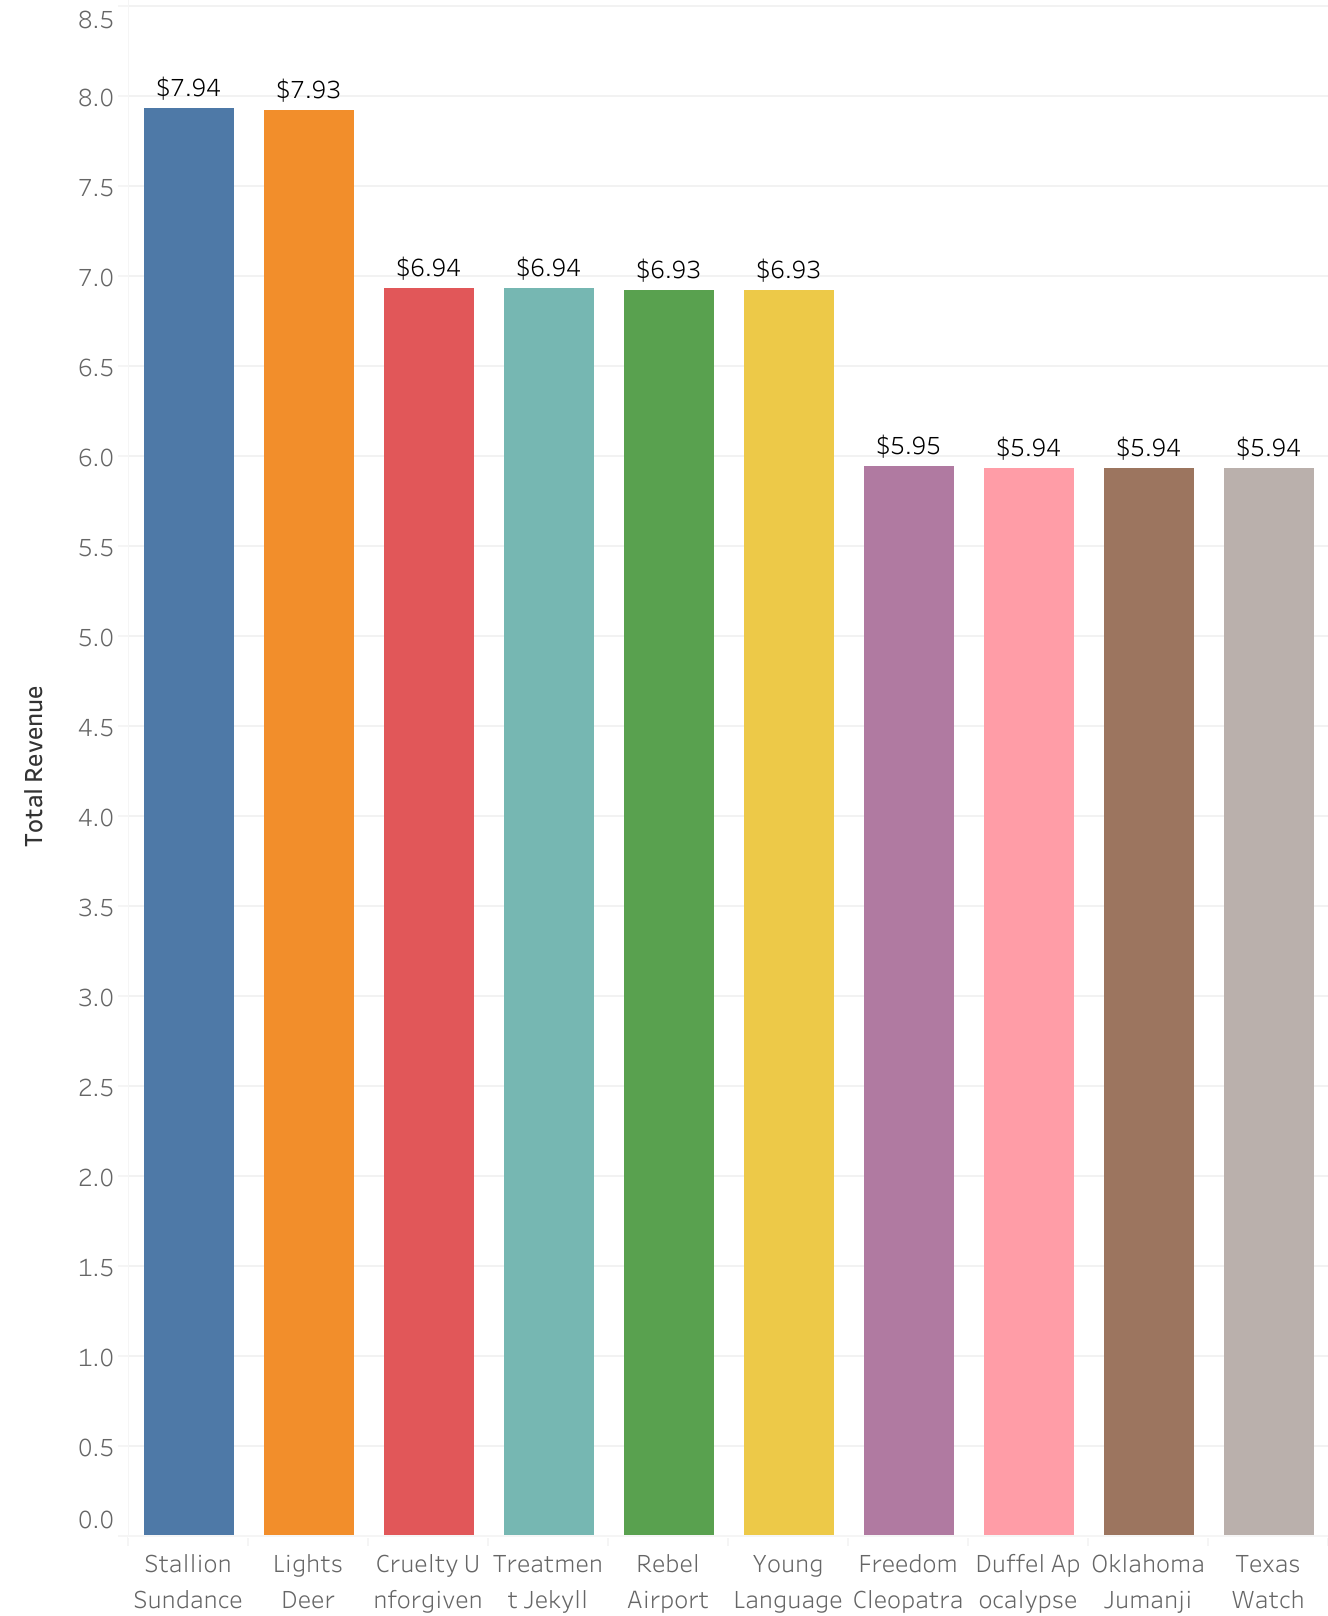 8.5
8.0
7.5
7.0
6.5
6.0
5.5
5.0
4.5
4.0
3.5
3.0
2.5
2.0
1.5
1.0
0.5
0.0
Total Revenue
$7.94
$7.93
$6.94
$6.94
$6.93
$6.93
$5.95
$5.94
$5.94
$5.94
Stallion
Sundance
Lights
Deer
Cruelty U
nforgiven
Treatmen
t Jekyll
Rebel
Airport
Young
Language
Freedom
Cleopatra
Duffel Ap
ocalypse
Oklahoma
Jumanji
Texas
Watch